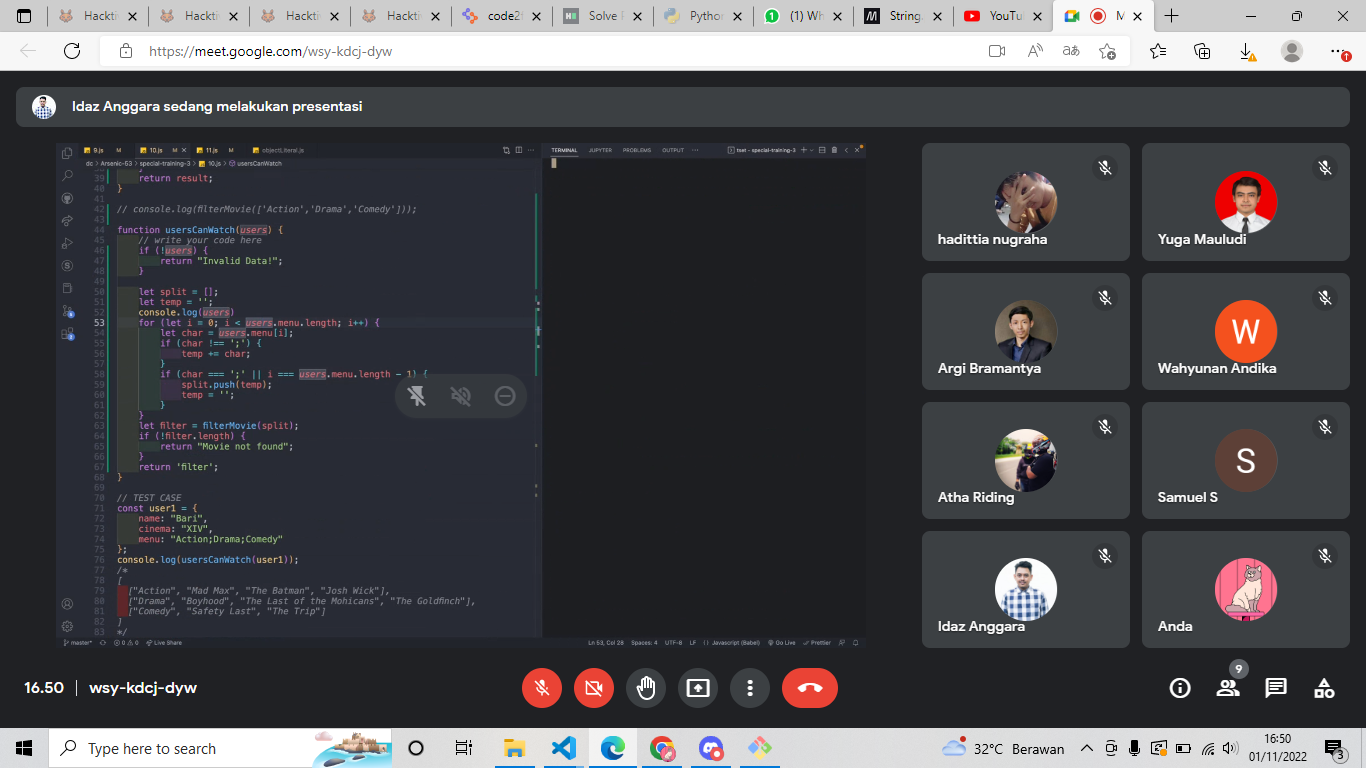 Hackti
Hackti
Hackti
Hackti
code2f
Solve
Python
(1) Wh
String.
YouTu
M
https://meet.google.com/wsy-kdcj-dyw
Idaz Anggara sedang melakukan presentasi
9.js M 10.js M 11.js M objectLiteral.js
dc > Arsenic-53 > special-training-3 > 10.js > usersCanWatch
39 return result;
40 }
41
42 // console.log(filterMovie(['Action','Drama','Comedy']));
43
44 function usersCanWatch(users) {
45 // write your code here
46 if (!users) {
47 return "Invalid Data!";
48 }
49
50 let split = [];
51 let temp = '';
52 console.log(users)
53 for (let i = 0; i < users.menu.length; i++) {
54 let char = users.menu[i];
55 if (char !== ';') {
56 temp += char;
57 }
58 if (char === ';' || i === users.menu.length - 1) {
59 split.push(temp);
60 temp = '';
61 }
62 }
63 let filter = filterMovie(split);
64 if (!filter.length) {
65 return "Movie not found";
66 }
67 return 'filter';
68 }
69
70 // TEST CASE
71 const user1 = {
72 name: "Bari",
73 cinema: "XIV",
74 menu: "Action;Drama;Comedy"
75 };
76 console.log(usersCanWatch(user1));
77 /*
78 [
79 ["Action", "Mad Max", "The Batman", "Josh Wick"],
80 ["Drama", "Boyhood", "The Last of the Mohicans", "The Goldfinch"],
81 ["Comedy", "Safety Last", "The Trip"]
82 ]
83 */
master* 0 0 Live Share
Ln 53, Col 28 Spaces: 4 UTF-8 LF Javascript (Babel) Go Live Prettier
TERMINAL JUPYTER PROBLEMS OUTPUT ... tset - special-training-3
hadittia nugraha
Yuga Mauludi
Argi Bramantya
W
Wahyunan Andika
Atha Riding
S
Samuel S
Idaz Anggara
Anda
16.50 | wsy-kdcj-dyw
9
Type here to search
32°C Berawan
16:50
01/11/2022
3